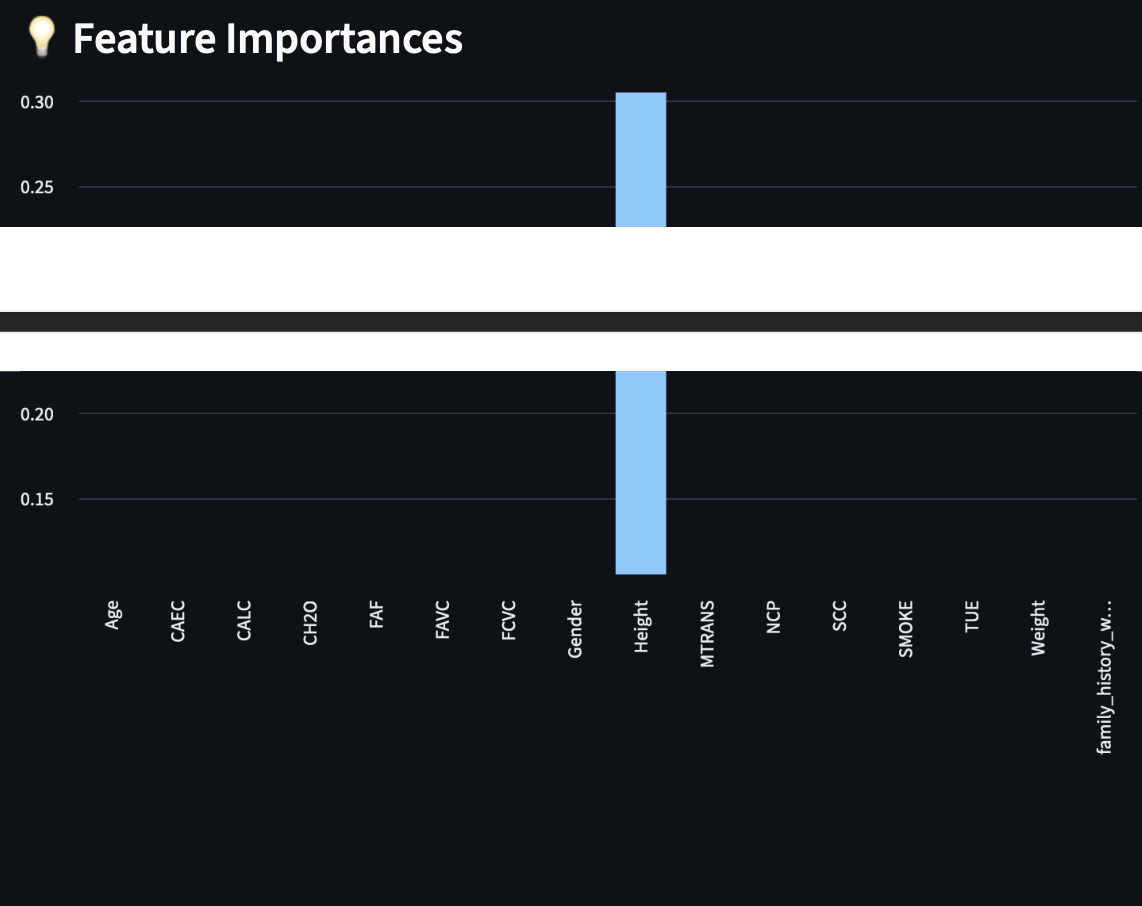 💡 Feature Importances
0.30
0.25
0.20
0.15
Age
CAEC
CALC
CH2O
FAF
FAVC
FCVC
Gender
Height
MTRANS
NCP
SCC
SMOKE
TUE
Weight
family_history_w…